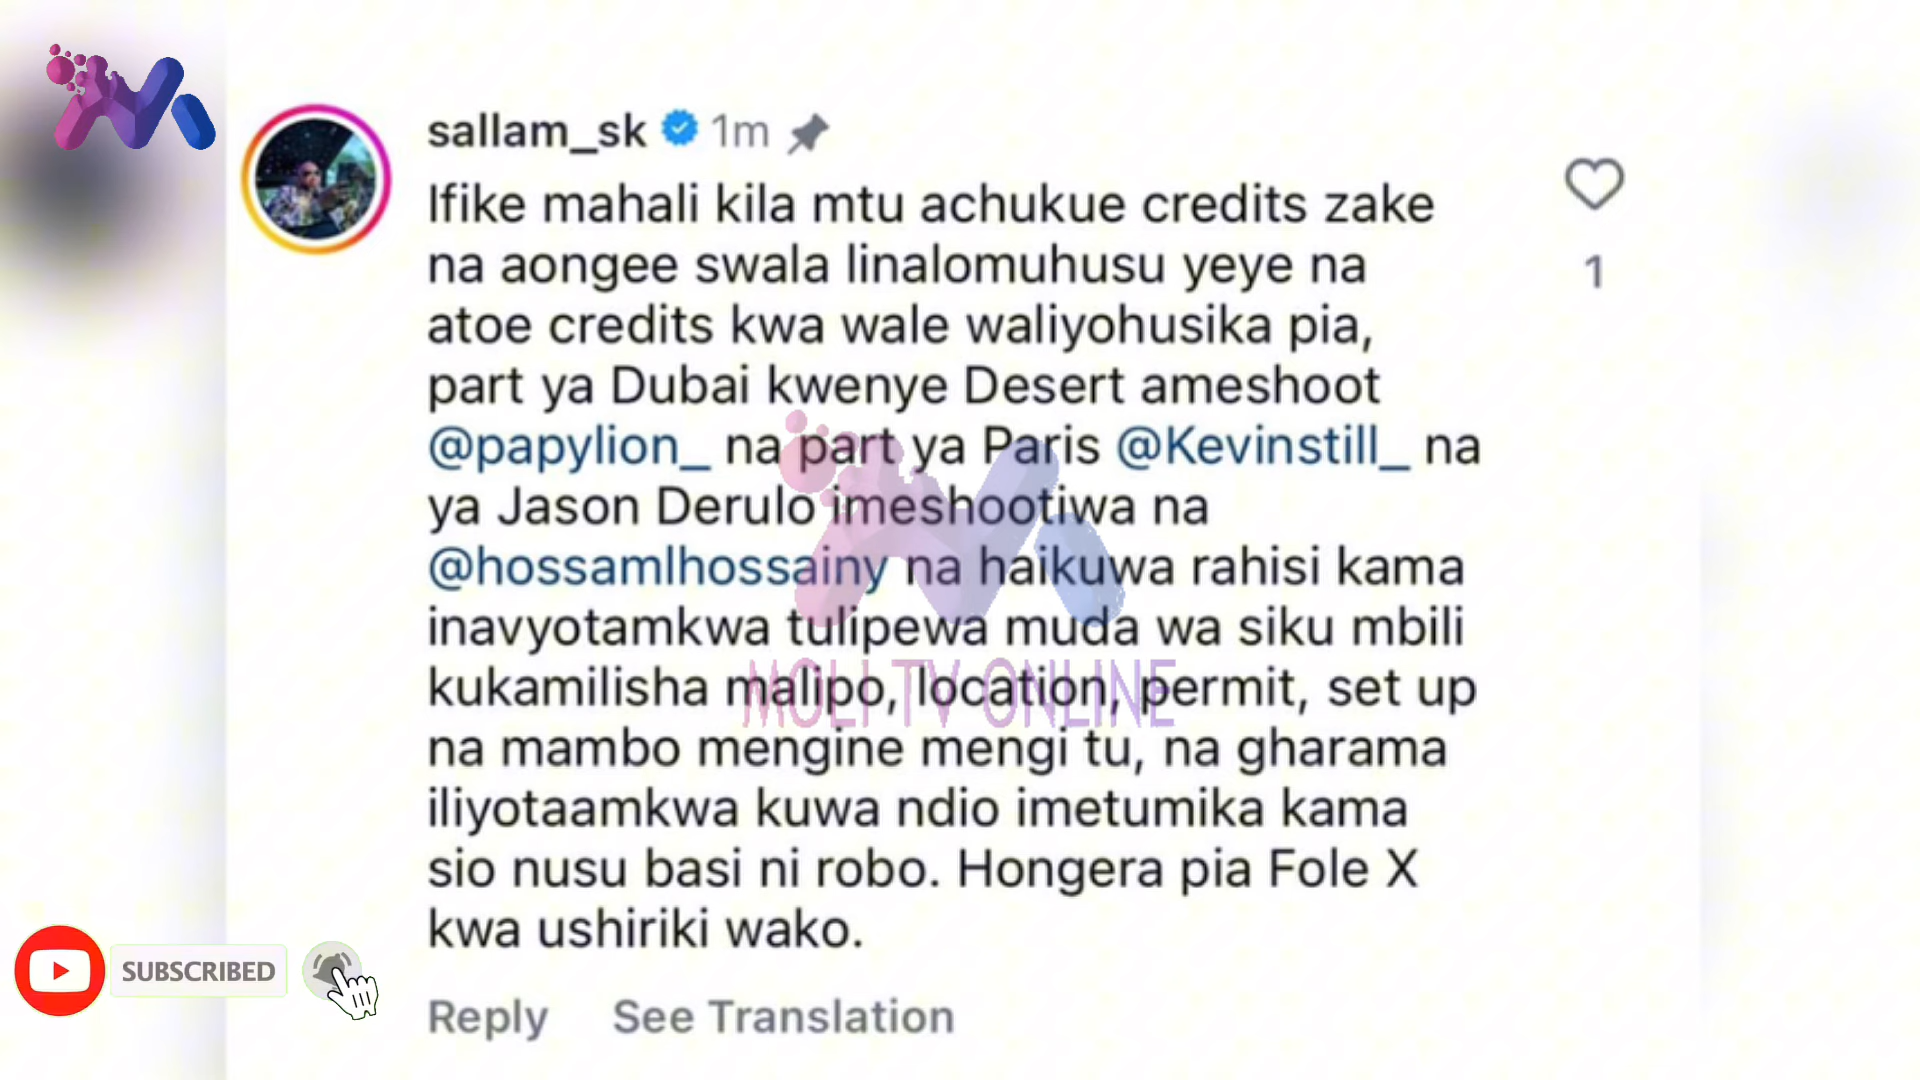 sallam_sk 1m
Ifike mahali kila mtu achukue credits zake
na aongee swala linalomuhusu yeye na
atoe credits kwa wale waliyohusika pia,
part ya Dubai kwenye Desert ameshoot
@papylion_ na part ya Paris @Kevinstill_ na
ya Jason Derulo imeshootiwa na
@hossamlhossainy na haikuwa rahisi kama
inavyotamkwa tulipewa muda wa siku mbili
kukamilisha malipo, location, permit, set up
na mambo mengine mengi tu, na gharama
iliyotaamkwa kuwa ndio imetumika kama
sio nusu basi ni robo. Hongera pia Fole X
kwa ushiriki wako.
Reply See Translation
1
MOLI TV ONLINE
SUBSCRIBED